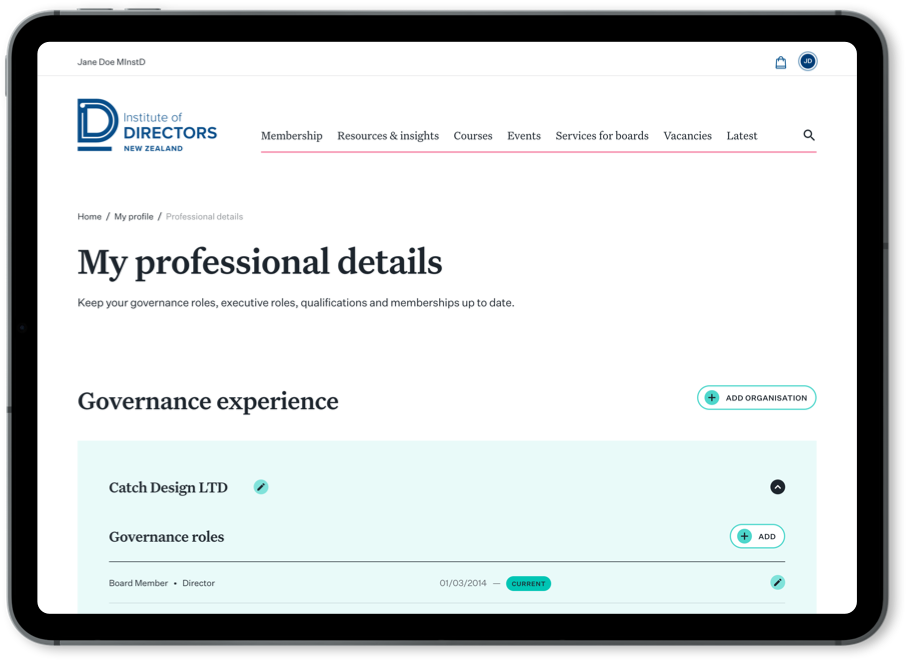 Jane Doe MInstD
JD
Institute of
DIRECTORS
NEW ZEALAND
Membership Resources & insights Courses Events Services for boards Vacancies Latest
Home / My profile / Professional details
My professional details
Keep your governance roles, executive roles, qualifications and memberships up to date.
Governance experience
ADD ORGANISATION
Catch Design LTD
Governance roles
ADD
Board Member • Director 01/03/2014 — CURRENT